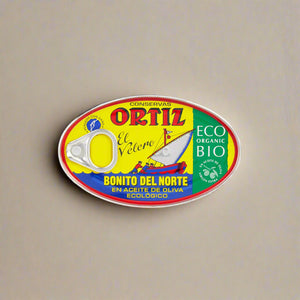 CONSERVAS
ORTIZ
El
Velero
BONITO DEL NORTE
EN ACEITE DE OLIVA
ECOLÓGICO
ECO
ORGANIC
BIO